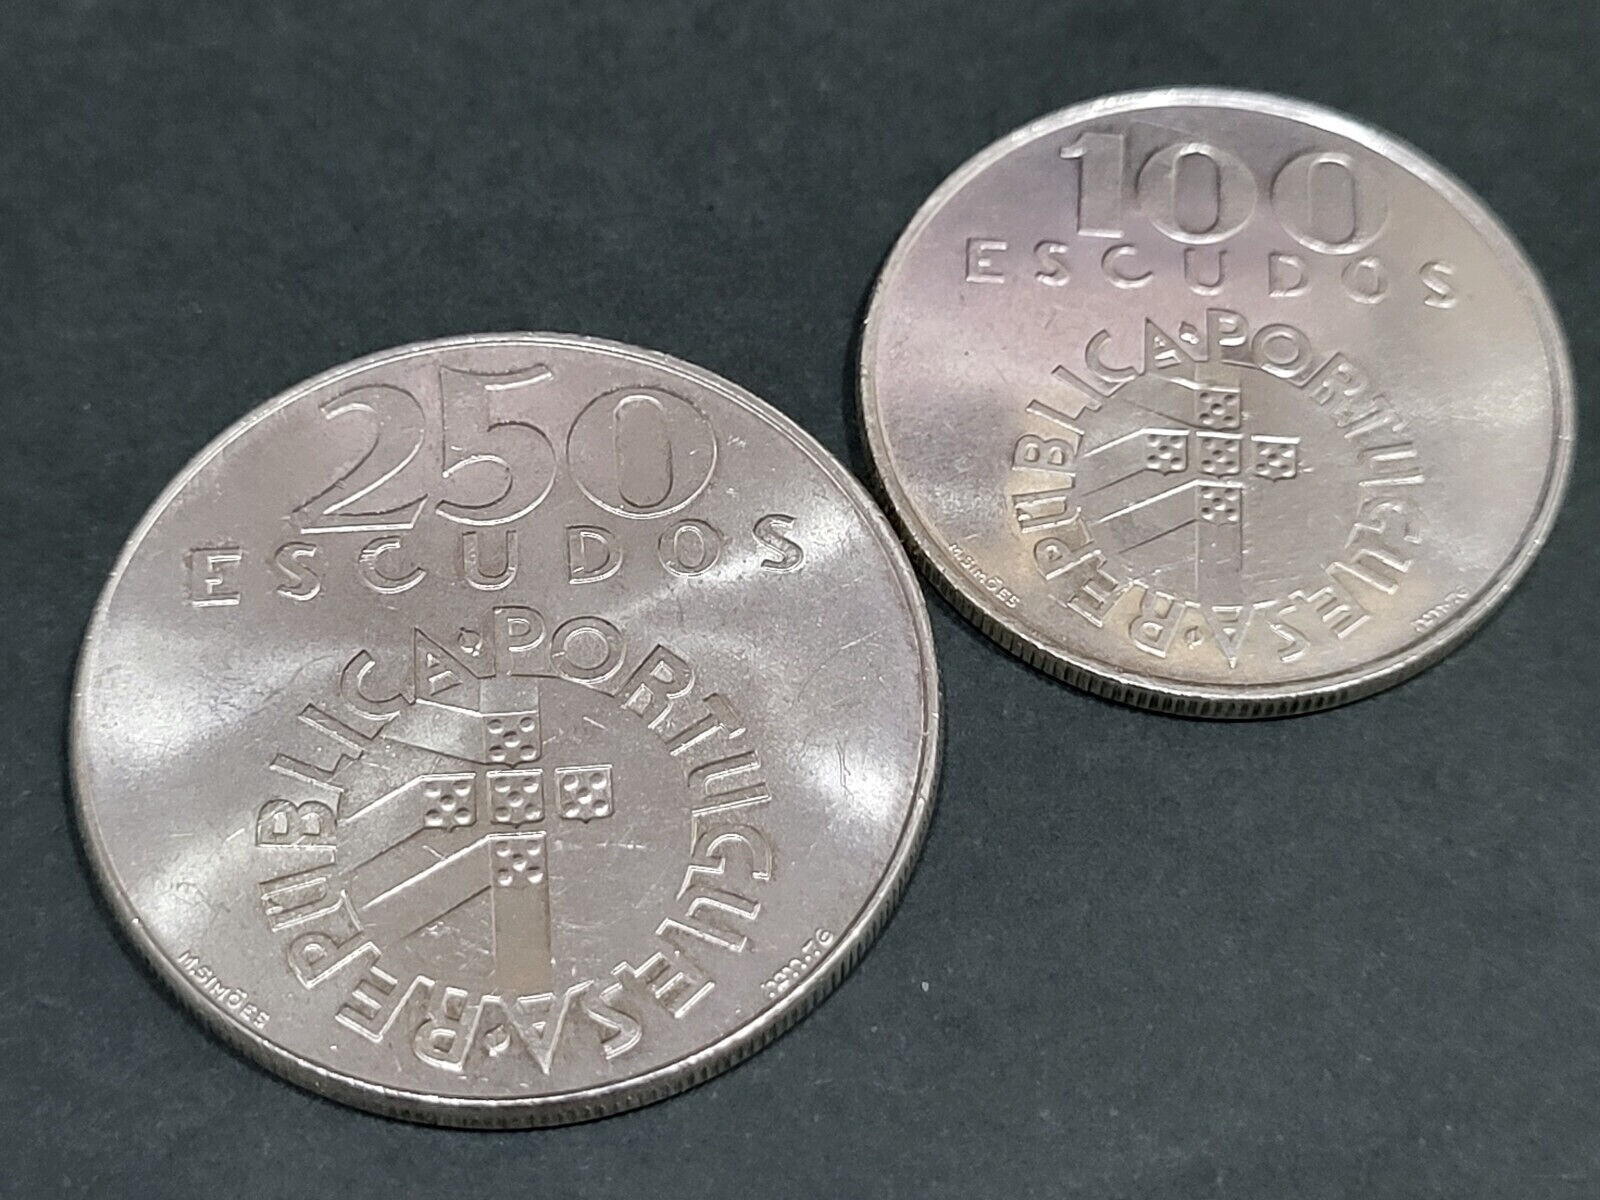 250
ESCUDOS
REPUBLICA·PORTUGUESA·
M.SIMÕES
100
ESCUDOS
REPUBLICA·PORTUGUESA·
M.SIMÕES